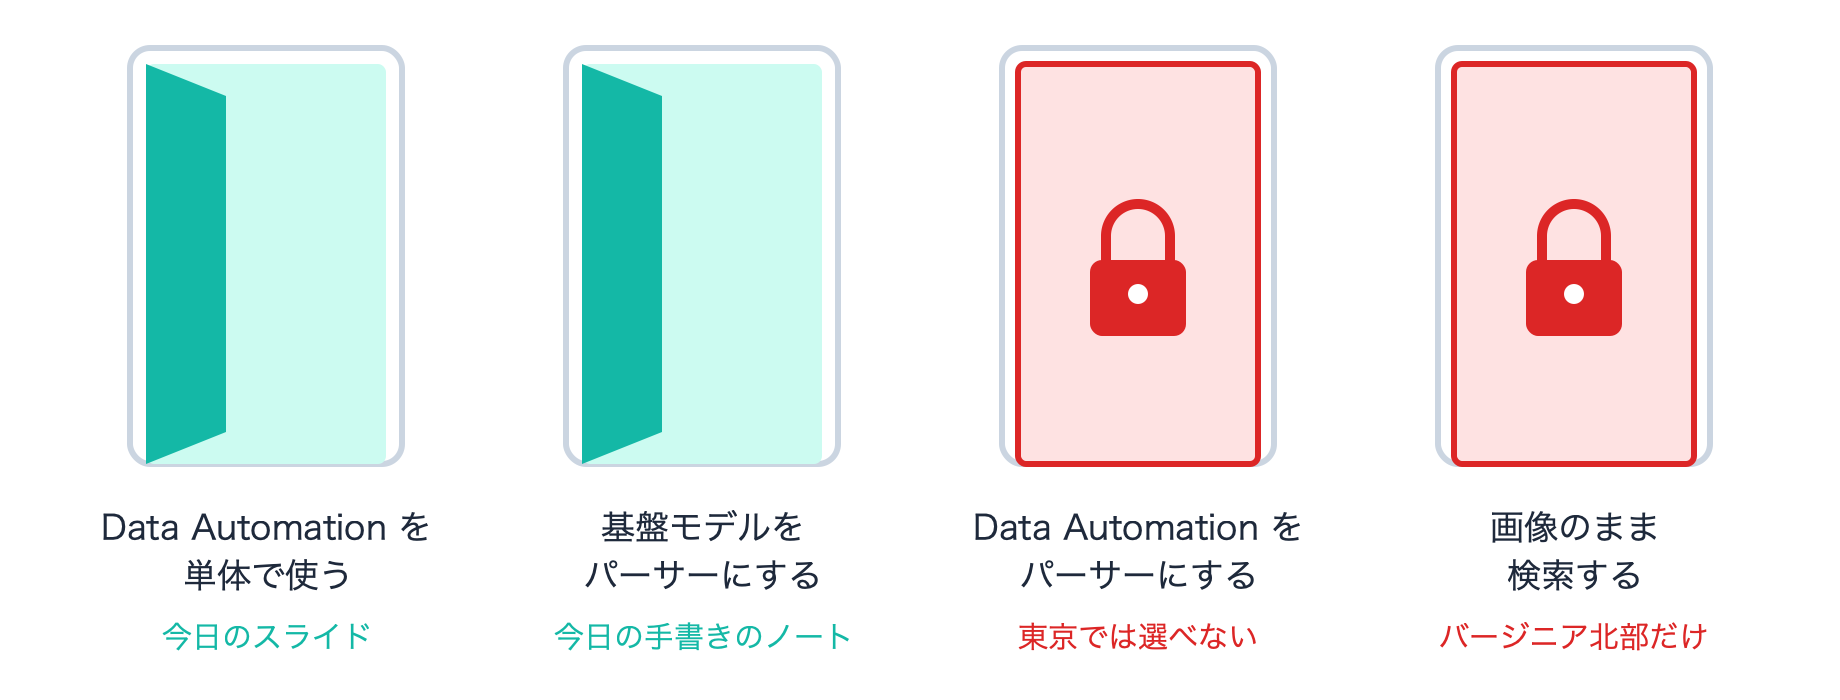 Data Automation を
単体で使う
今日のスライド
基盤モデルを
パーサーにする
今日の手書きのノート
Data Automation を
パーサーにする
東京では選べない
画像のまま
検索する
バージニア北部だけ